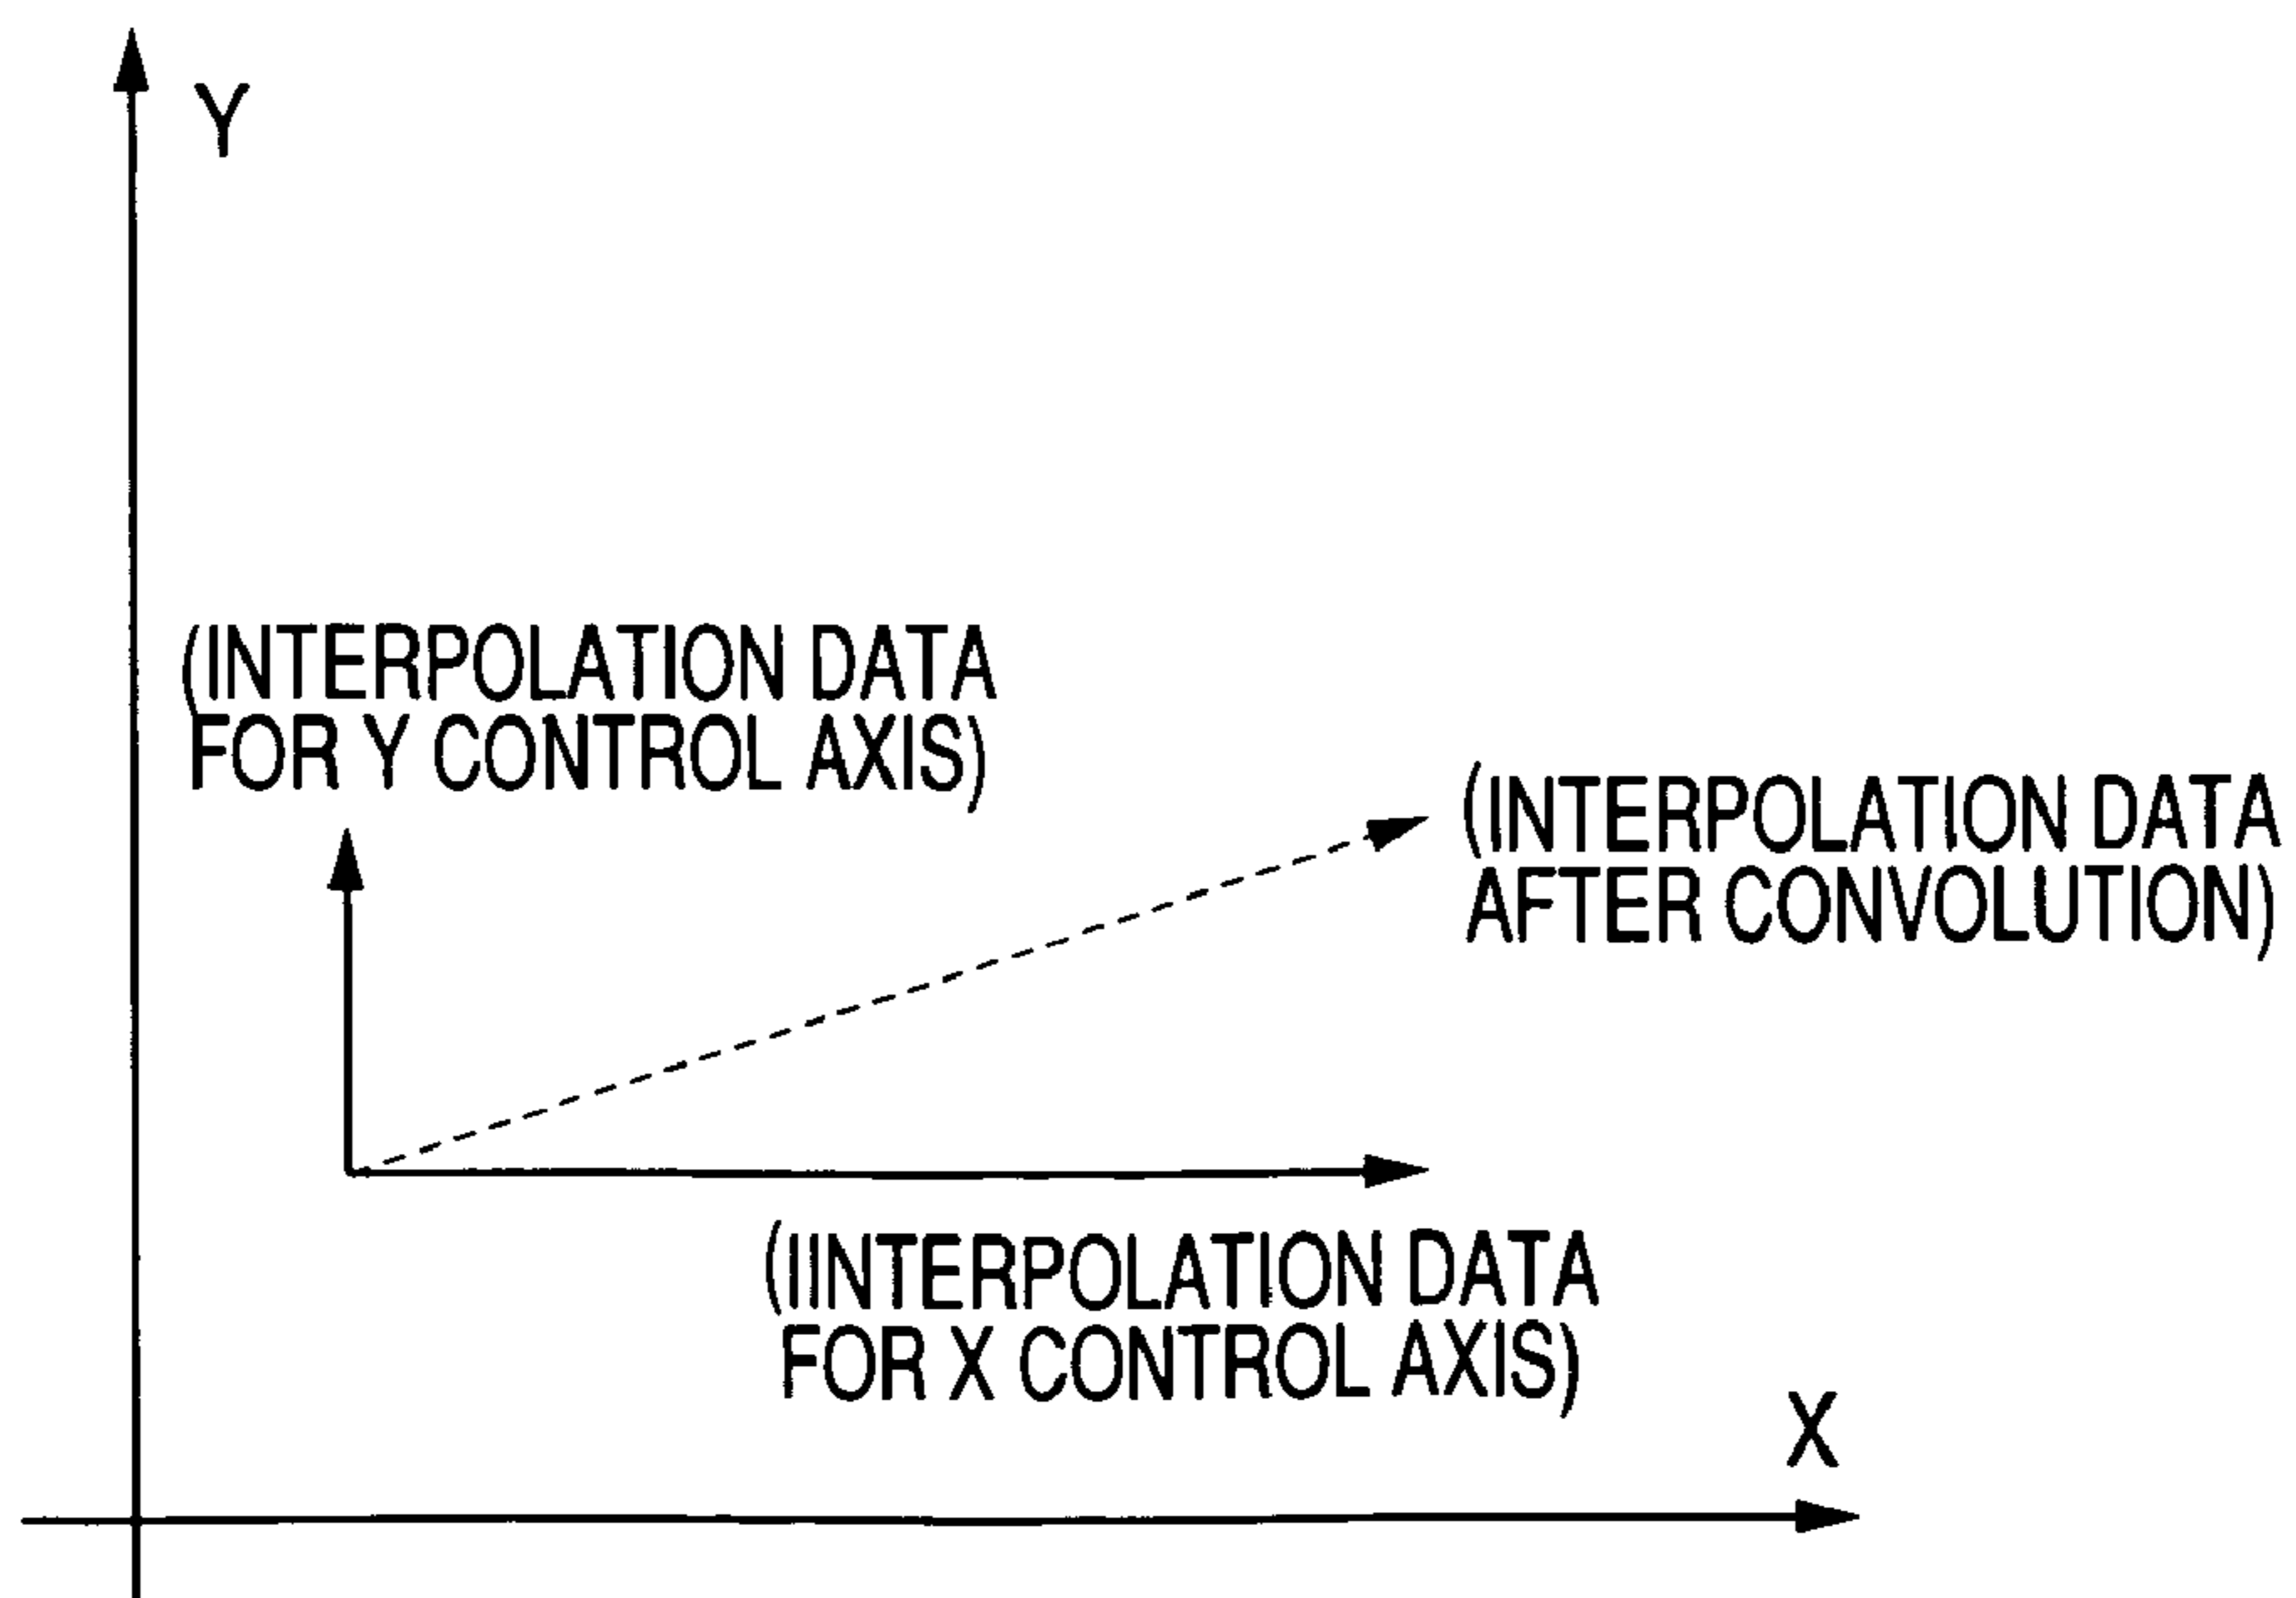 Y
(INTERPOLATION DATA
FOR Y CONTROL AXIS)
(INTERPOLATION DATA
AFTER CONVOLUTION)
(IINTERPOLATION DATA
FOR X CONTROL AXIS)
X